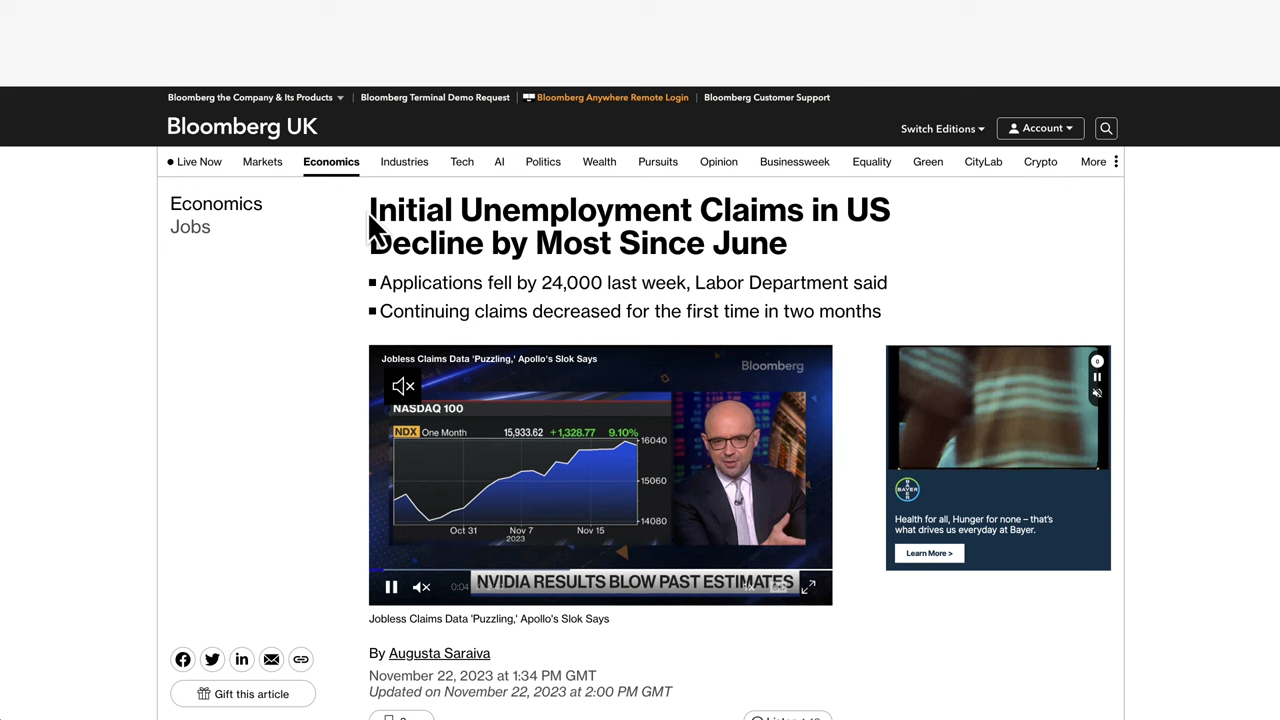 Bloomberg the Company & Its Products
Bloomberg Terminal Demo Request
Bloomberg Anywhere Remote Login
Bloomberg Customer Support
Bloomberg UK
Switch Editions
Account
Live Now
Markets
Economics
Industries
Tech
AI
Politics
Wealth
Pursuits
Opinion
Businessweek
Equality
Green
CityLab
Crypto
More
Economics
Jobs
Initial Unemployment Claims in US
Decline by Most Since June
Applications fell by 24,000 last week, Labor Department said
Continuing claims decreased for the first time in two months
Jobless Claims Data 'Puzzling,' Apollo's Slok Says
Bloomberg
NASDAQ 100
NDX One Month 15,933.62 +1,328.77 9.10%
16040
15060
14080
Oct 31 Nov 7 Nov 15
2023
NVIDIA RESULTS BLOW PAST ESTIMATES
0:04
1x
Jobless Claims Data 'Puzzling,' Apollo's Slok Says
0
BAYER
Health for all, Hunger for none – that's
what drives us everyday at Bayer.
Learn More >
By Augusta Saraiva
November 22, 2023 at 1:34 PM GMT
Updated on November 22, 2023 at 2:00 PM GMT
Gift this article